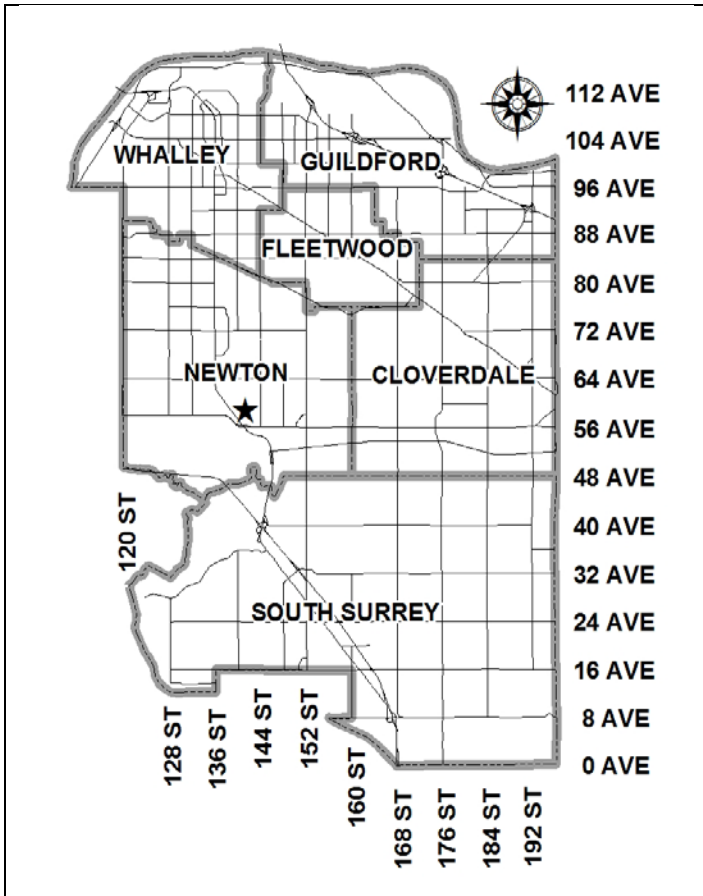 112 AVE
104 AVE
WHALLEY
GUILDFORD
96 AVE
88 AVE
FLEETWOOD
80 AVE
72 AVE
NEWTON
CLOVERDALE
64 AVE
56 AVE
48 AVE
120 ST
40 AVE
32 AVE
SOUTH SURREY
24 AVE
16 AVE
128 ST
136 ST
144 ST
152 ST
8 AVE
160 ST
0 AVE
168 ST
176 ST
184 ST
192 ST